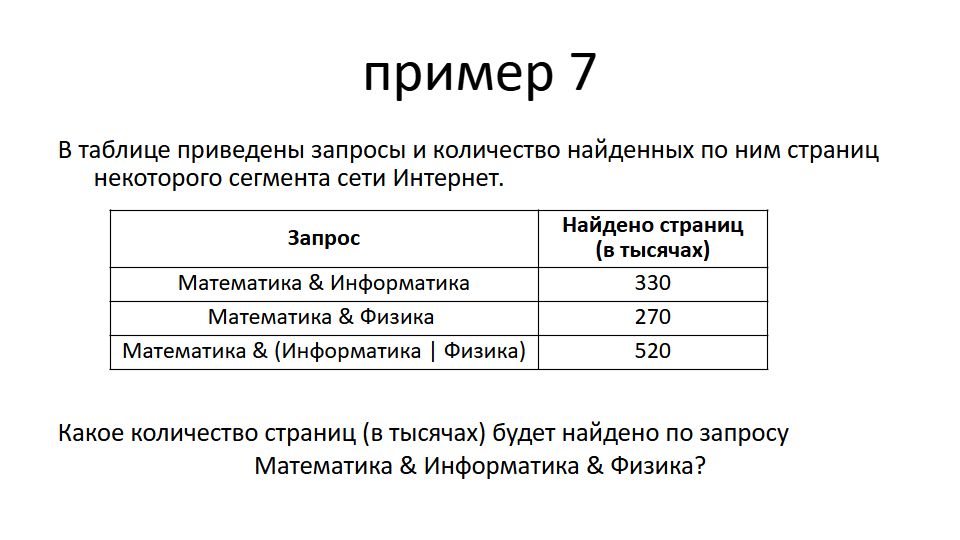 пример 7
В таблице приведены запросы и количество найденных по ним страниц
некоторого сегмента сети Интернет.
Запрос
Найдено страниц
(в тысячах)
Математика & Информатика
330
Математика & Физика
270
Математика & (Информатика | Физика)
520
Какое количество страниц (в тысячах) будет найдено по запросу
Математика & Информатика & Физика?